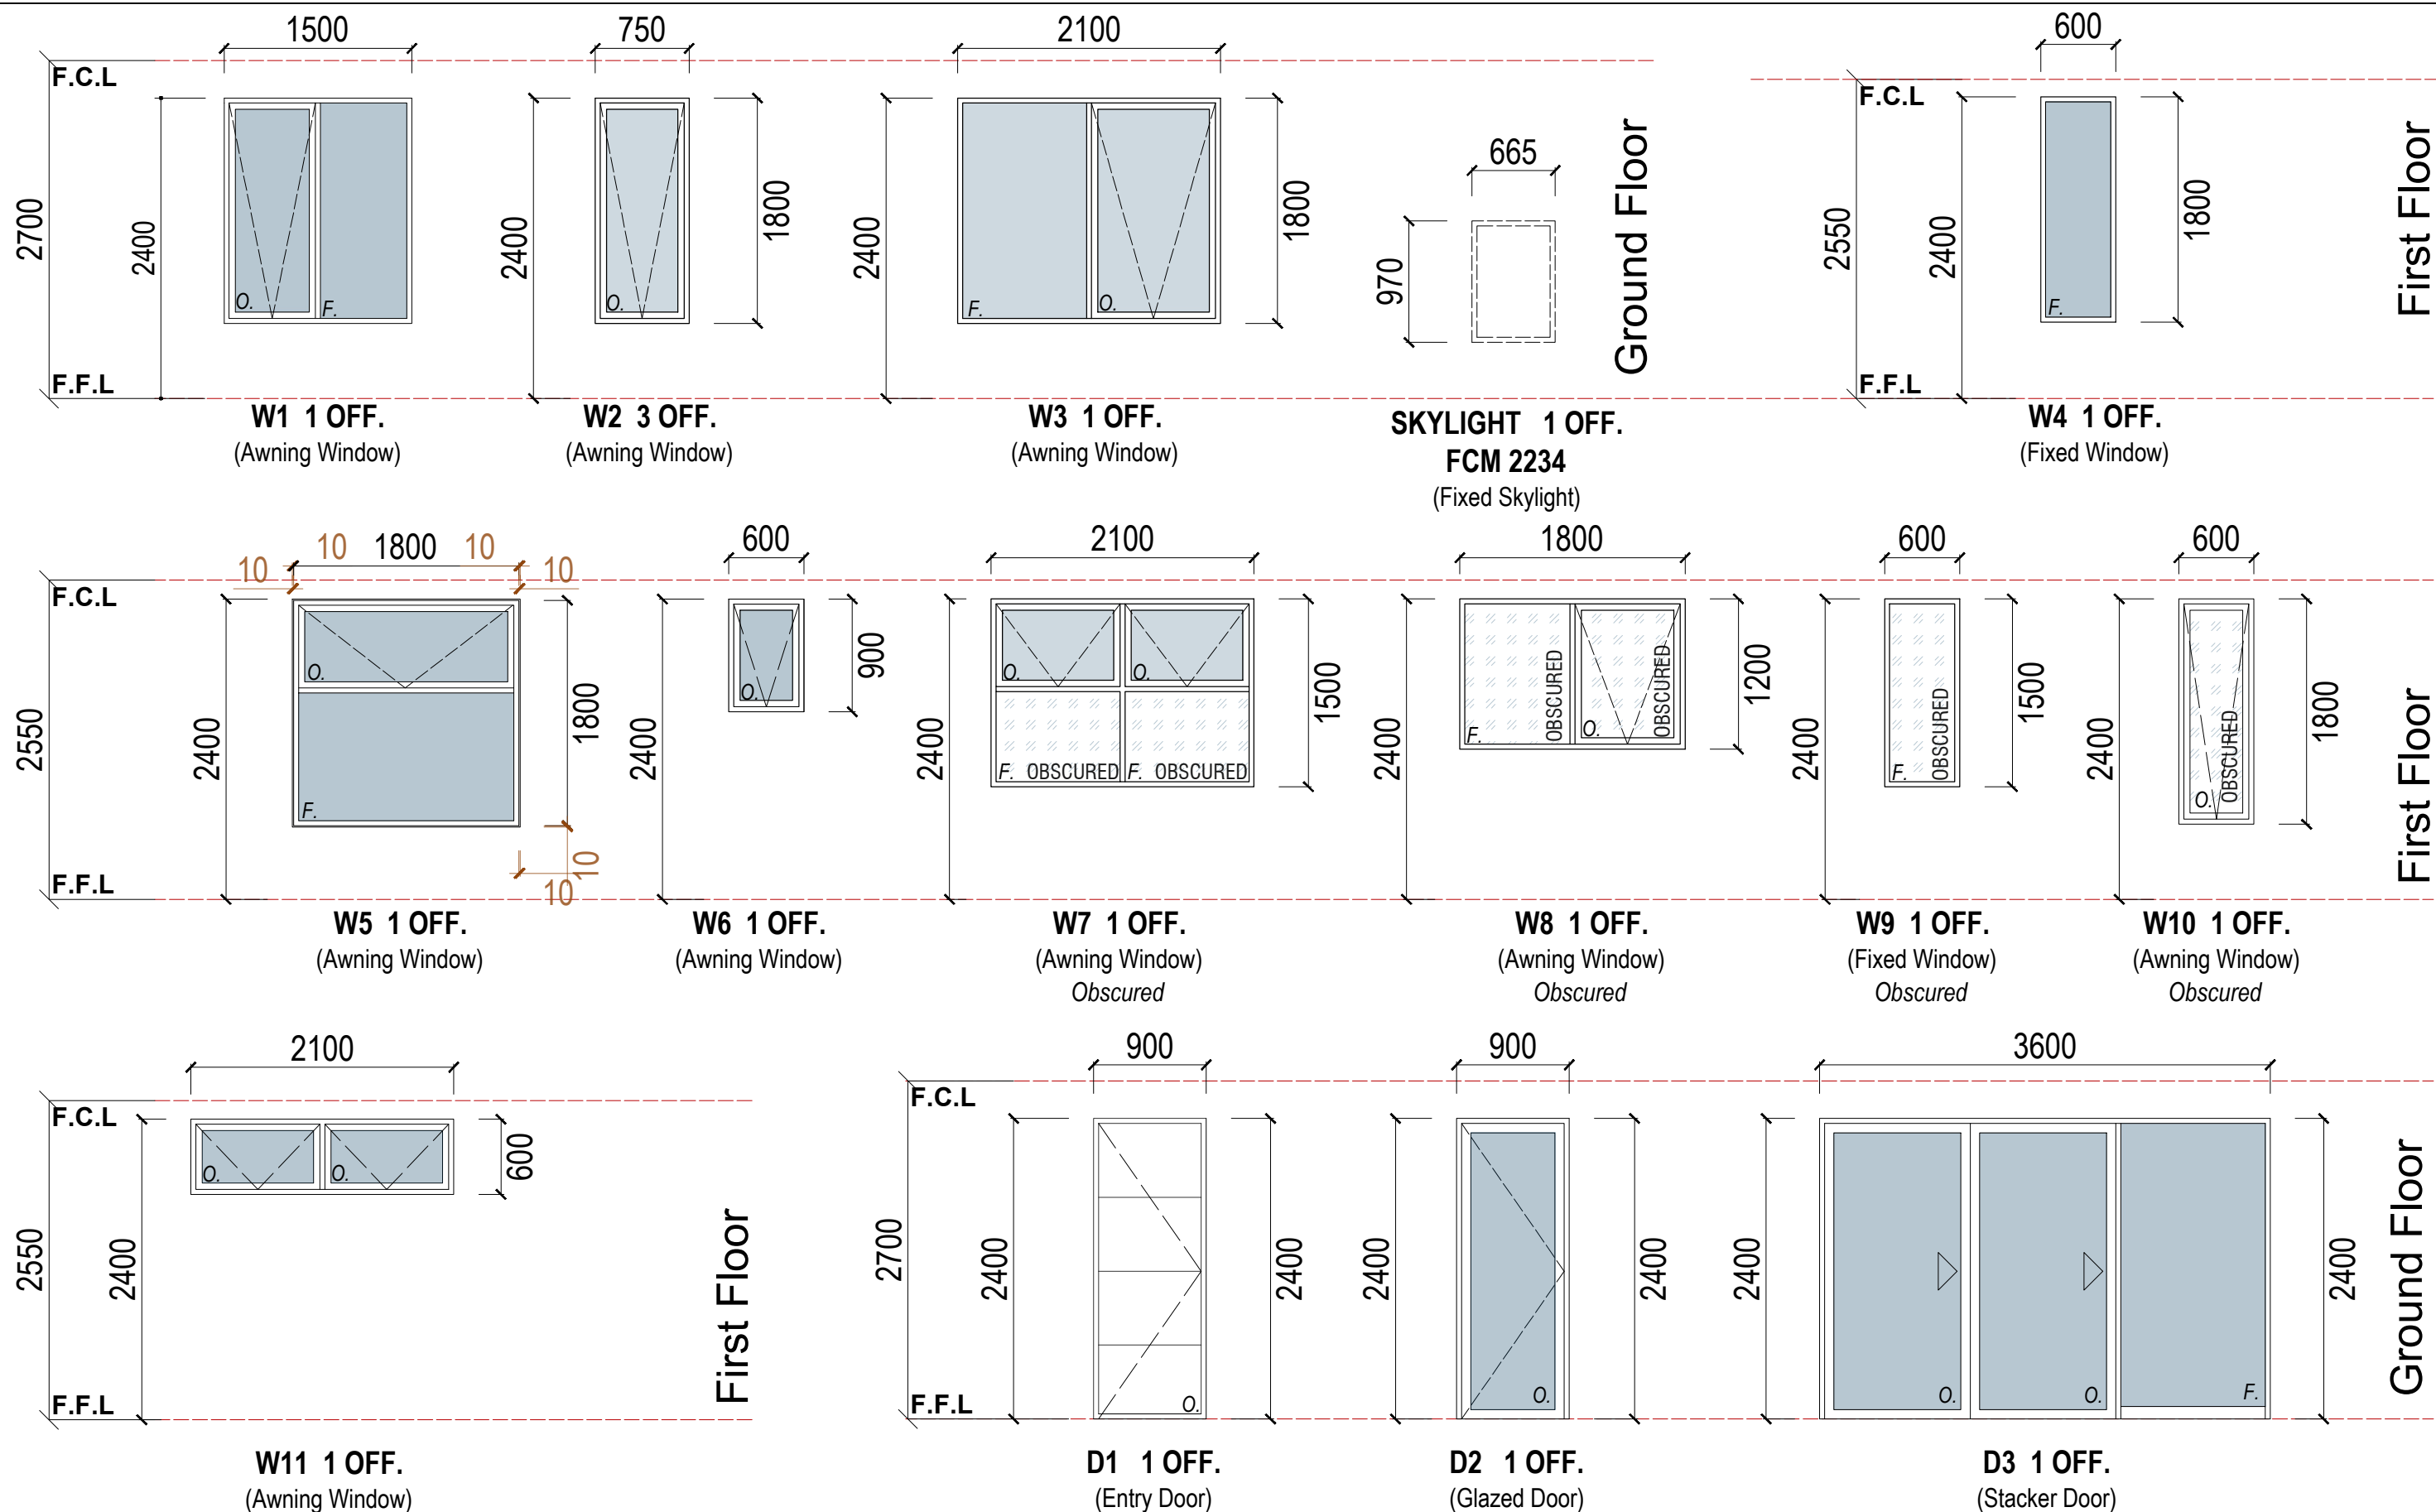 1500
750
2100
600
F.C.L
2700
2400
O.
F.
F.F.L
W1 1 OFF.
(Awning Window)
2400
1800
O.
W2 3 OFF.
(Awning Window)
2400
1800
F.
O.
W3 1 OFF.
(Awning Window)
665
970
SKYLIGHT 1 OFF.
FCM 2234
(Fixed Skylight)
Ground Floor
F.C.L
2550
2400
1800
F.
F.F.L
W4 1 OFF.
(Fixed Window)
First Floor
10
10
1800
10
10
F.C.L
2550
2400
O.
F.
1800
10
10
F.F.L
W5 1 OFF.
(Awning Window)
600
2400
900
O.
W6 1 OFF.
(Awning Window)
2100
2400
1500
O.
O.
F. OBSCURED
F. OBSCURED
W7 1 OFF.
(Awning Window)
Obscured
1800
2400
1200
F.
OBSCURED
O.
OBSCURED
W8 1 OFF.
(Awning Window)
Obscured
600
2400
1500
F.
OBSCURED
W9 1 OFF.
(Fixed Window)
Obscured
600
2400
1800
O.
OBSCURED
W10 1 OFF.
(Awning Window)
Obscured
First Floor
2100
F.C.L
2550
2400
600
O.
O.
F.F.L
W11 1 OFF.
(Awning Window)
First Floor
900
F.C.L
2700
2400
2400
O.
F.F.L
D1 1 OFF.
(Entry Door)
900
2400
2400
O.
D2 1 OFF.
(Glazed Door)
3600
2400
2400
O.
O.
F.
D3 1 OFF.
(Stacker Door)
Ground Floor